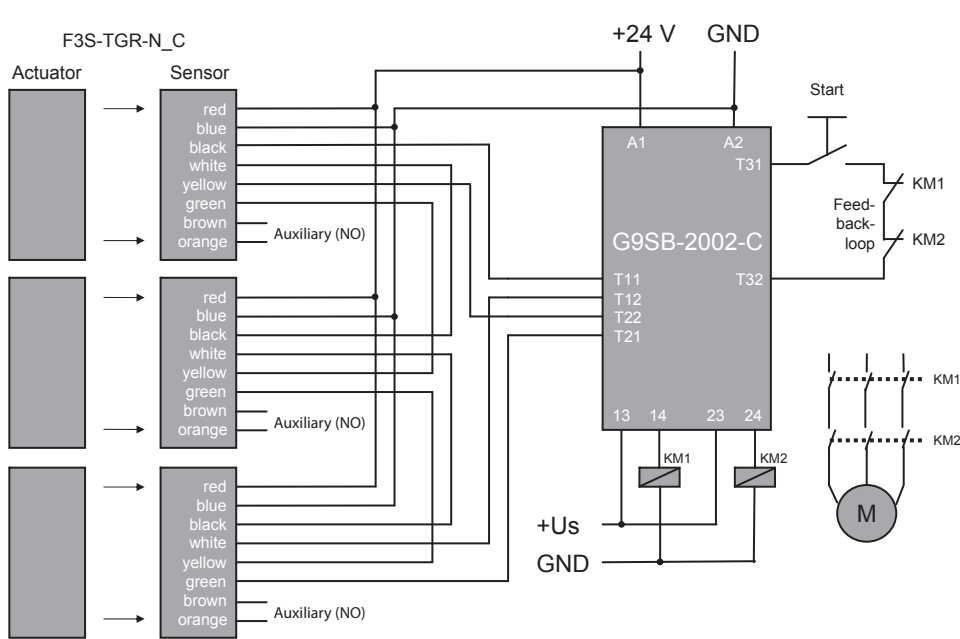 F3S-TGR-N_C
Actuator
Sensor
red
blue
black
white
yellow
green
brown
orange
Auxiliary (NO)
red
blue
black
white
yellow
green
brown
orange
Auxiliary (NO)
red
blue
black
white
yellow
green
brown
orange
Auxiliary (NO)
+24 V
GND
A1
A2
T31
G9SB-2002-C
T11
T12
T22
T21
T32
13
14
23
24
Start
KM1
Feed-
back-
loop
KM2
KM1
KM2
+Us
GND
KM1
KM2
M